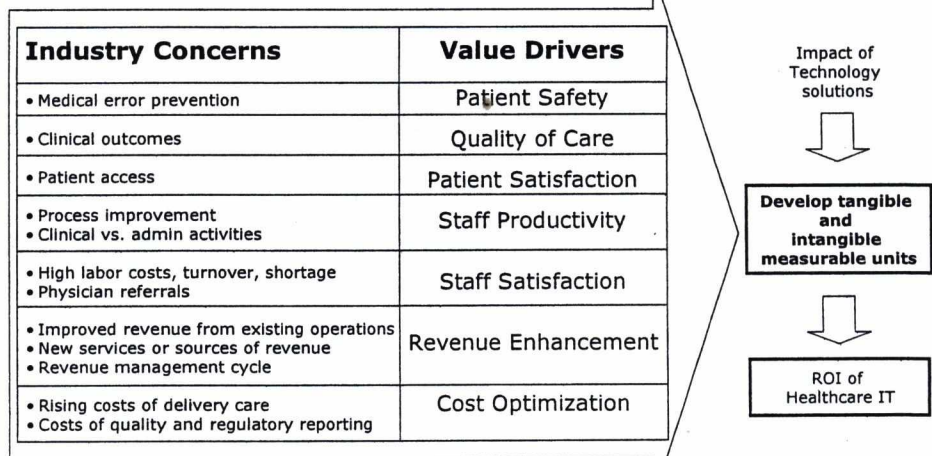 Industry Concerns
Value Drivers
• Medical error prevention
Patient Safety
• Clinical outcomes
Quality of Care
• Patient access
Patient Satisfaction
• Process improvement
• Clinical vs. admin activities
Staff Productivity
• High labor costs, turnover, shortage
• Physician referrals
Staff Satisfaction
• Improved revenue from existing operations
• New services or sources of revenue
• Revenue management cycle
Revenue Enhancement
• Rising costs of delivery care
• Costs of quality and regulatory reporting
Cost Optimization
Impact of
Technology
solutions
Develop tangible
and
intangible
measurable units
ROI of
Healthcare IT